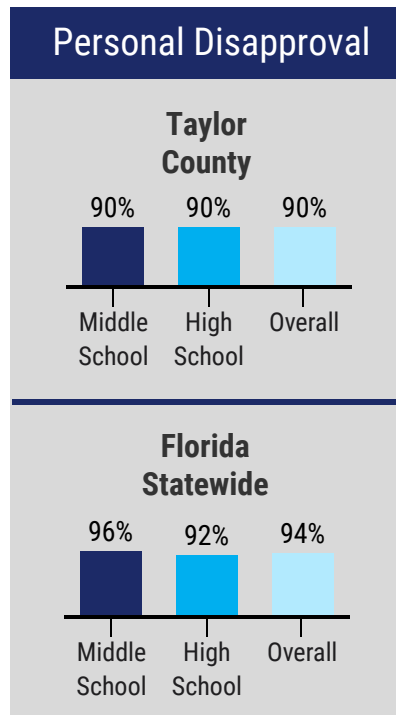 Personal Disapproval
Taylor
County
90% 90% 90%
Middle High Overall
School School
Florida
Statewide
96% 92% 94%
Middle High Overall
School School